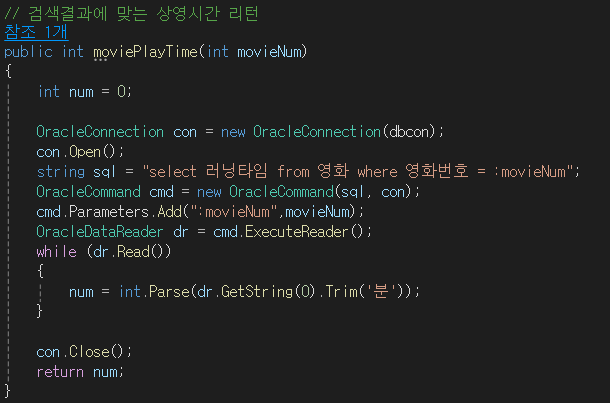 // 검색결과에 맞는 상영시간 리턴
참조 1개
public int moviePlayTime(int movieNum)
{
int num = 0;
OracleConnection con = new OracleConnection(dbcon);
con.Open();
string sql = "select 러닝타임 from 영화 where 영화번호 = :movieNum";
OracleCommand cmd = new OracleCommand(sql, con);
cmd.Parameters.Add(":movieNum",movieNum);
OracleDataReader dr = cmd.ExecuteReader();
while (dr.Read())
{
num = int.Parse(dr.GetString(0).Trim('분'));
}
con.Close();
return num;
}